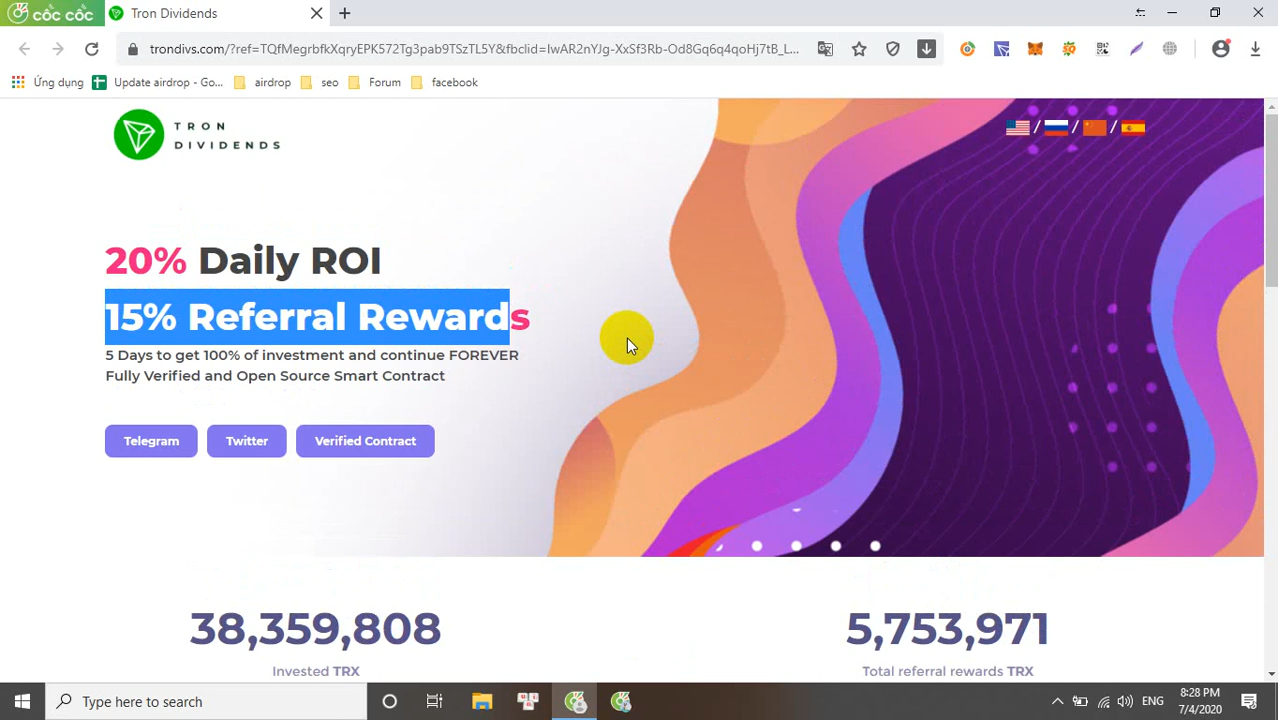 cốc cốc
Tron Dividends
trondivs.com/?ref=TQfMegrbfkXqryEPK572Tg3pab9TSzTL5Y&fbclid=IwAR2nYJg-XxSf3Rb-Od8Gq6q4qoHj7tB_L...
Ứng dụng
Update airdrop - Go...
airdrop
seo
Forum
facebook
TRON
DIVIDENDS
20% Daily ROI
15% Referral Rewards
5 Days to get 100% of investment and continue FOREVER
Fully Verified and Open Source Smart Contract
Telegram
Twitter
Verified Contract
38,359,808
Invested TRX
5,753,971
Total referral rewards TRX
Type here to search
ENG
8:28 PM
7/4/2020